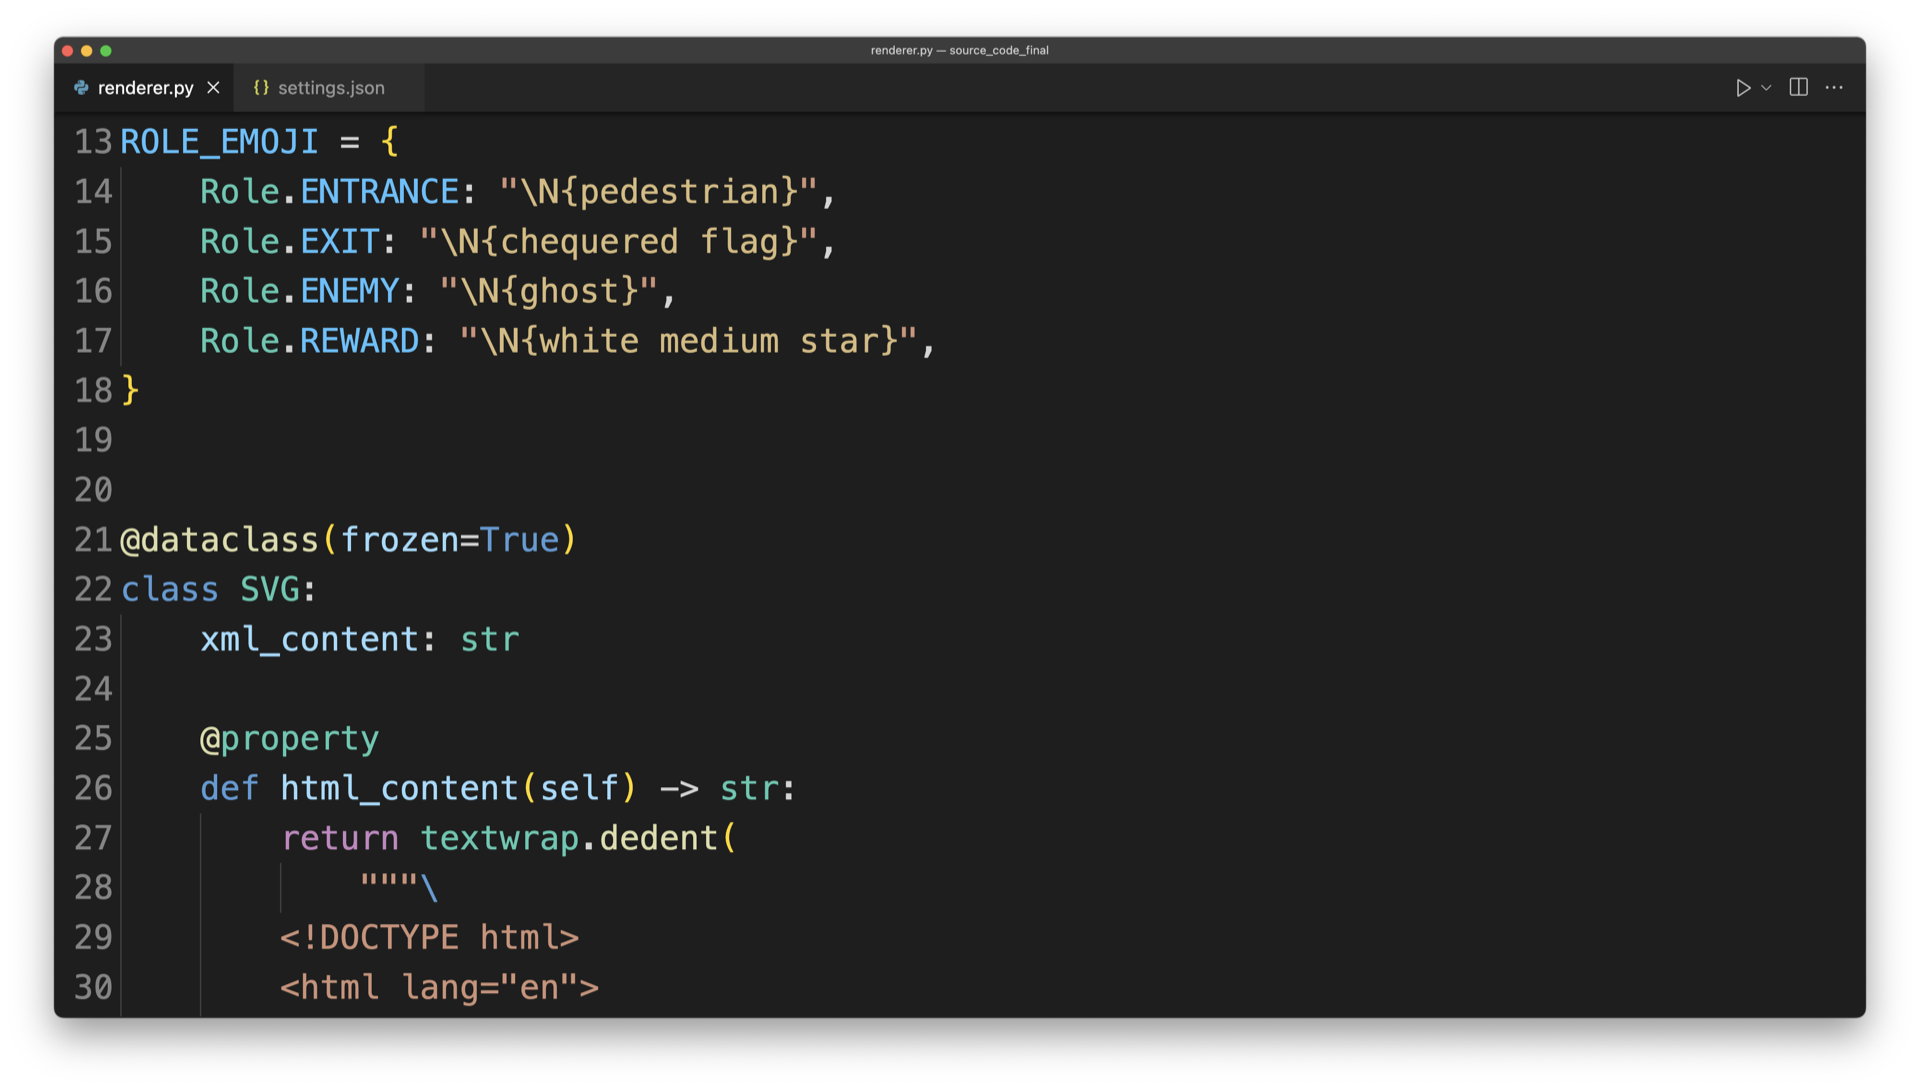 renderer.py — source_code_final
renderer.py
{} settings.json
13 ROLE_EMOJI = {
14     Role.ENTRANCE: "\N{pedestrian}",
15     Role.EXIT: "\N{chequered flag}",
16     Role.ENEMY: "\N{ghost}",
17     Role.REWARD: "\N{white medium star}",
18 }
19
20
21 @dataclass(frozen=True)
22 class SVG:
23     xml_content: str
24
25     @property
26     def html_content(self) -> str:
27         return textwrap.dedent(
28             """\
29         <!DOCTYPE html>
30         <html lang="en">